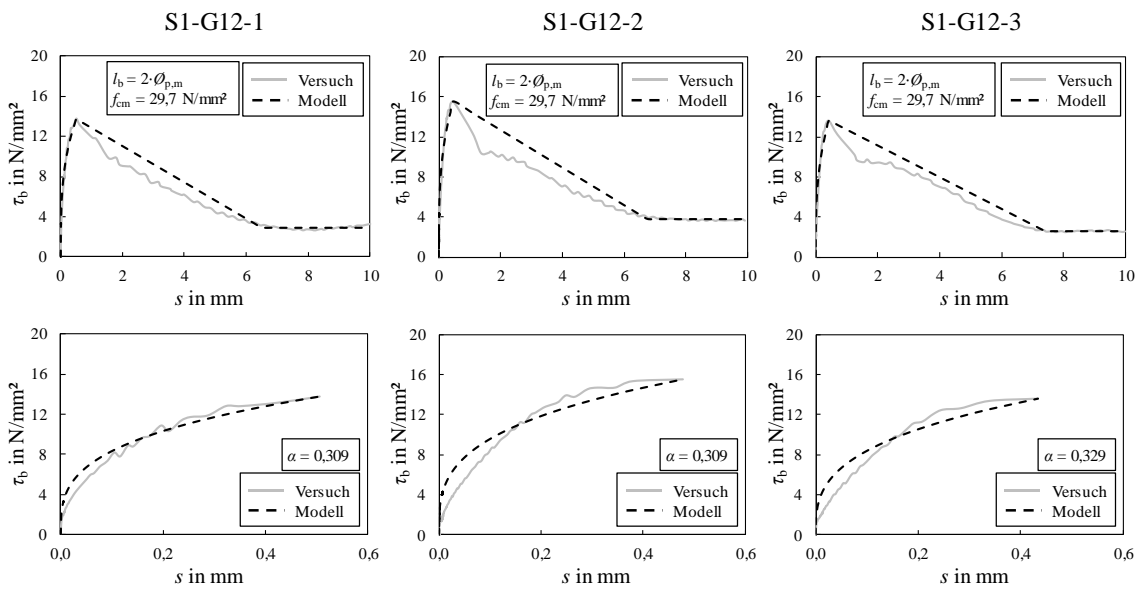 S1-G12-1
S1-G12-2
S1-G12-3
20
16
12
8
4
0
τb in N/mm²
lb = 2·Øp,m
fcm = 29,7 N/mm²
Versuch
Modell
0 2 4 6 8 10
s in mm
20
16
12
8
4
0
τb in N/mm²
lb = 2·Øp,m
fcm = 29,7 N/mm²
Versuch
Modell
0 2 4 6 8 10
s in mm
20
16
12
8
4
0
τb in N/mm²
lb = 2·Øp,m
fcm = 29,7 N/mm²
Versuch
Modell
0 2 4 6 8 10
s in mm
20
16
12
8
4
0
τb in N/mm²
α = 0,309
Versuch
Modell
0,0 0,2 0,4 0,6
s in mm
20
16
12
8
4
0
τb in N/mm²
α = 0,309
Versuch
Modell
0,0 0,2 0,4 0,6
s in mm
20
16
12
8
4
0
τb in N/mm²
α = 0,329
Versuch
Modell
0,0 0,2 0,4 0,6
s in mm